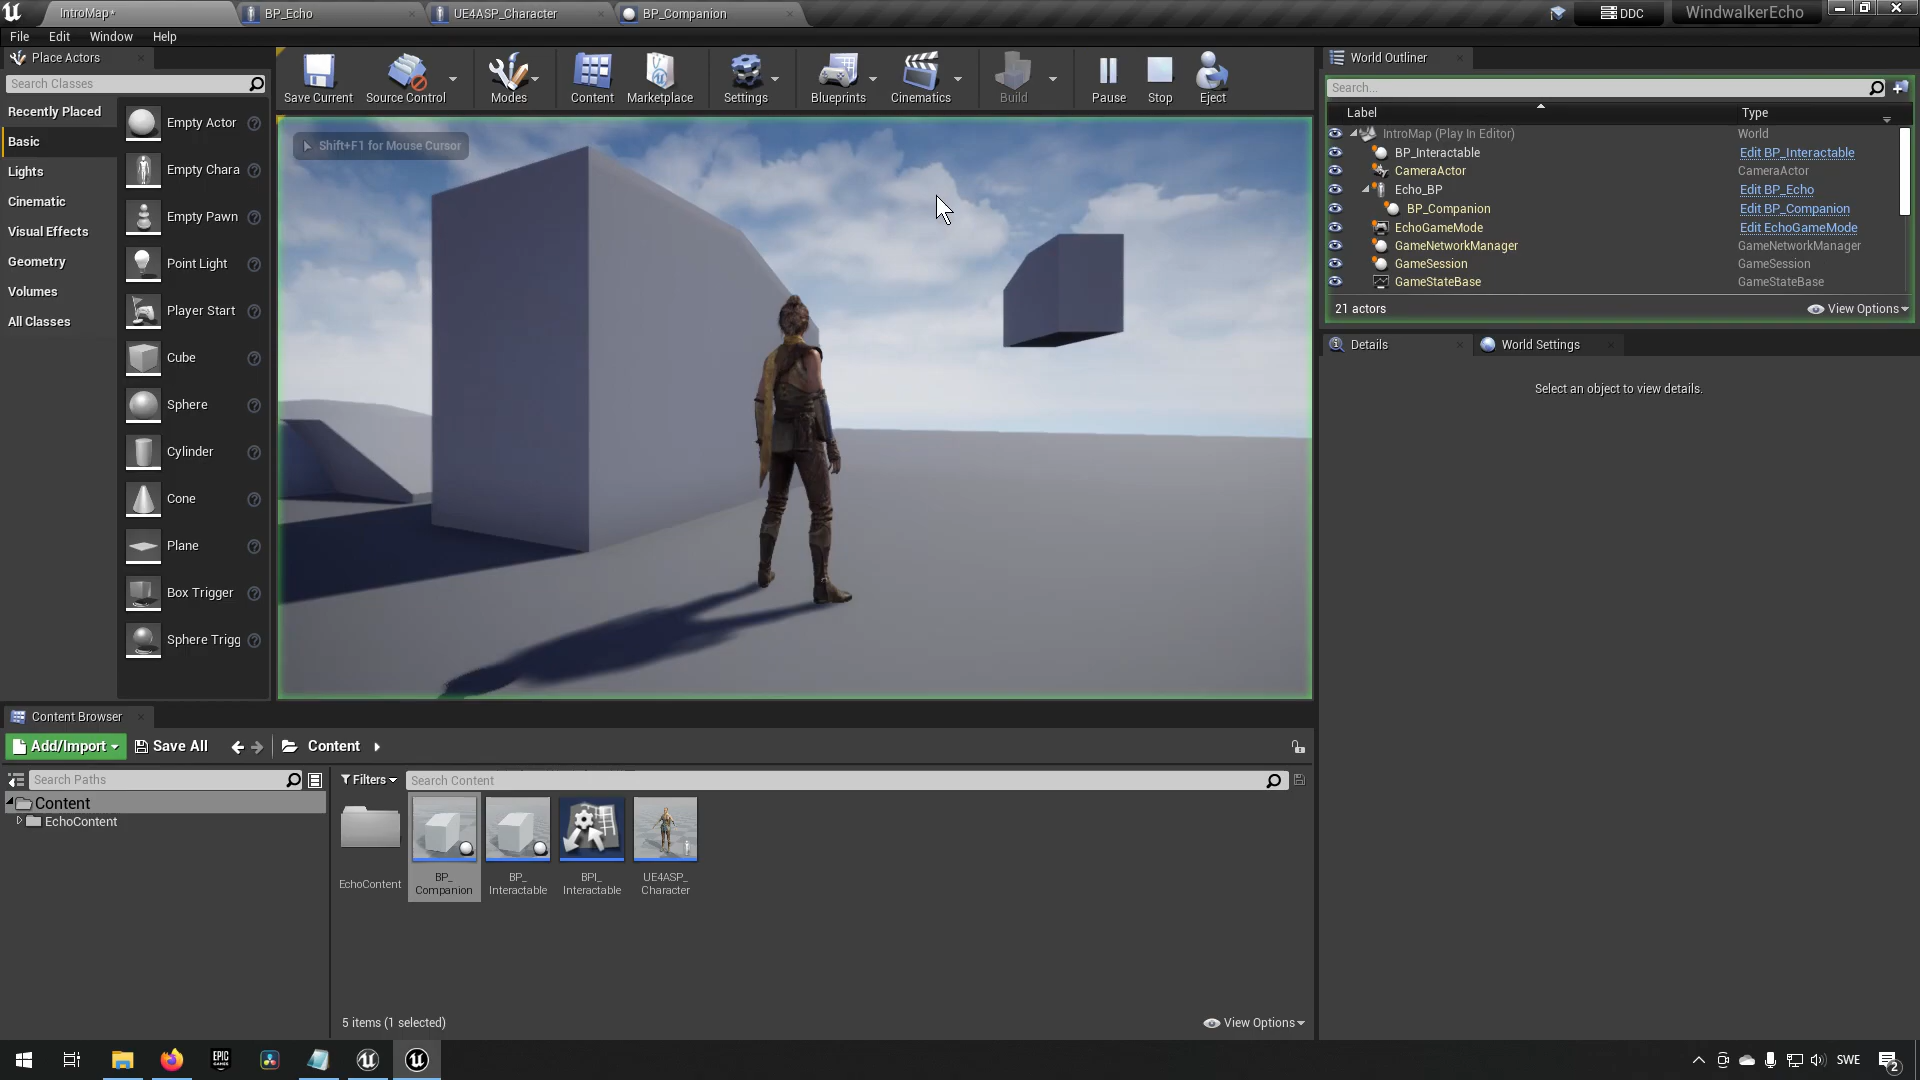 IntroMap*
BP_Echo
UE4ASP_Character
BP_Companion
DDC
WindwalkerEcho
File
Edit
Window
Help
Place Actors
Search Classes
Recently Placed
Basic
Lights
Cinematic
Visual Effects
Geometry
Volumes
All Classes
Empty Actor
Empty Chara
Empty Pawn
Point Light
Player Start
Cube
Sphere
Cylinder
Cone
Plane
Box Trigger
Sphere Trigg
Save Current
Source Control
Modes
Content
Marketplace
Settings
Blueprints
Cinematics
Build
Pause
Stop
Eject
Shift+F1 for Mouse Cursor
World Outliner
Search...
Label
Type
IntroMap (Play In Editor)
World
BP_Interactable
Edit BP_Interactable
CameraActor
CameraActor
Echo_BP
Edit BP_Echo
BP_Companion
Edit BP_Companion
EchoGameMode
Edit EchoGameMode
GameNetworkManager
GameNetworkManager
GameSession
GameSession
GameStateBase
GameStateBase
21 actors
View Options
Details
World Settings
Select an object to view details.
Content Browser
Add/Import
Save All
Content
Search Paths
Content
EchoContent
Filters
Search Content
EchoContent
BP_
Companion
BP_
Interactable
BPI_
Interactable
UE4ASP_
Character
5 items (1 selected)
View Options
EPIC
GAMES
SWE
2